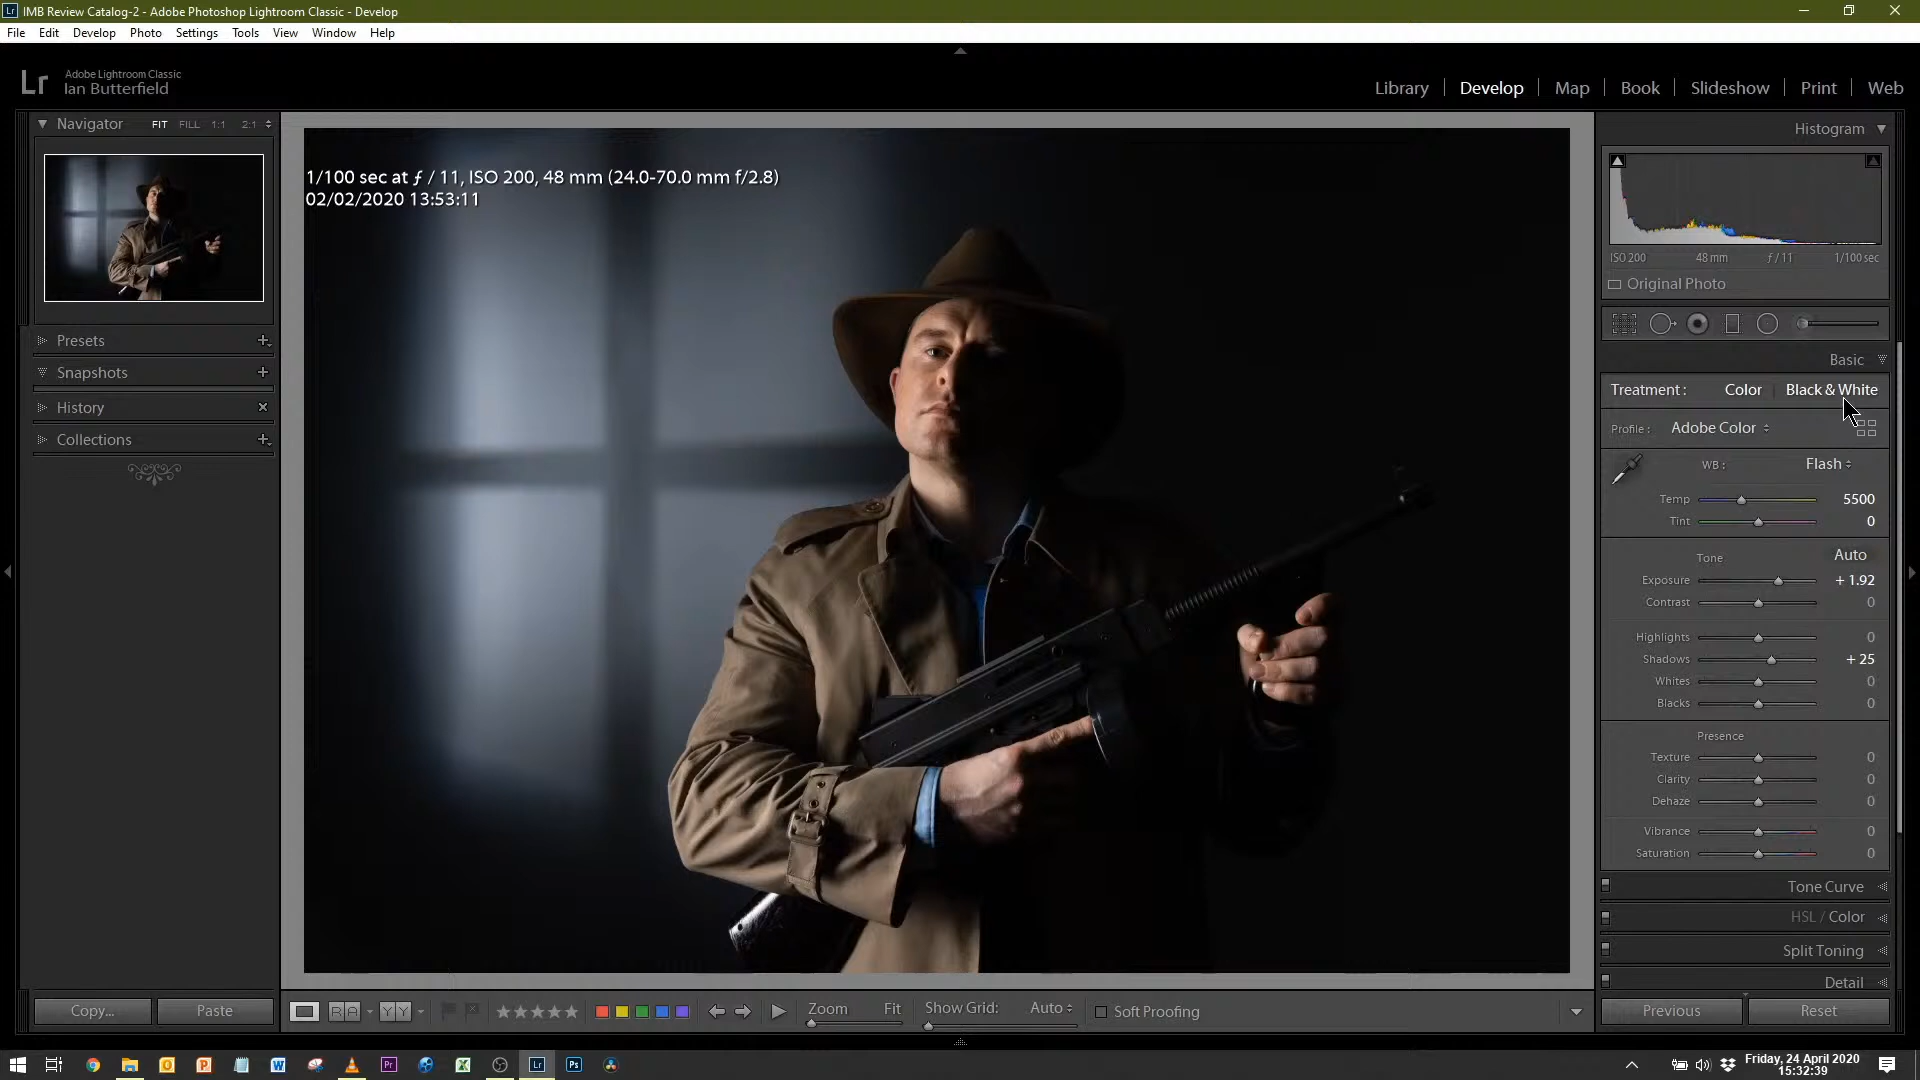 Lr IMB Review Catalog-2 - Adobe Photoshop Lightroom Classic - Develop
File Edit Develop Photo Settings Tools View Window Help
Lr Adobe Lightroom Classic
Ian Butterfield
Library Develop Map Book Slideshow Print Web
Navigator FIT FILL 1:1 2:1
Presets
Snapshots
History
Collections
1/100 sec at ƒ / 11, ISO 200, 48 mm (24.0-70.0 mm f/2.8)
02/02/2020 13:53:11
Histogram
ISO 200 48 mm ƒ / 11 1/100 sec
Original Photo
Basic
Treatment : Color Black & White
Profile : Adobe Color
WB : Flash
Temp 5500
Tint 0
Tone Auto
Exposure + 1.92
Contrast 0
Highlights 0
Shadows + 25
Whites 0
Blacks 0
Presence
Texture 0
Clarity 0
Dehaze 0
Vibrance 0
Saturation 0
Tone Curve
HSL / Color
Split Toning
Detail
Copy... Paste
R A Y Y Zoom Fit Show Grid: Auto Soft Proofing
Previous Reset
O P W Pr X Lr Ps
Friday, 24 April 2020
15:32:39